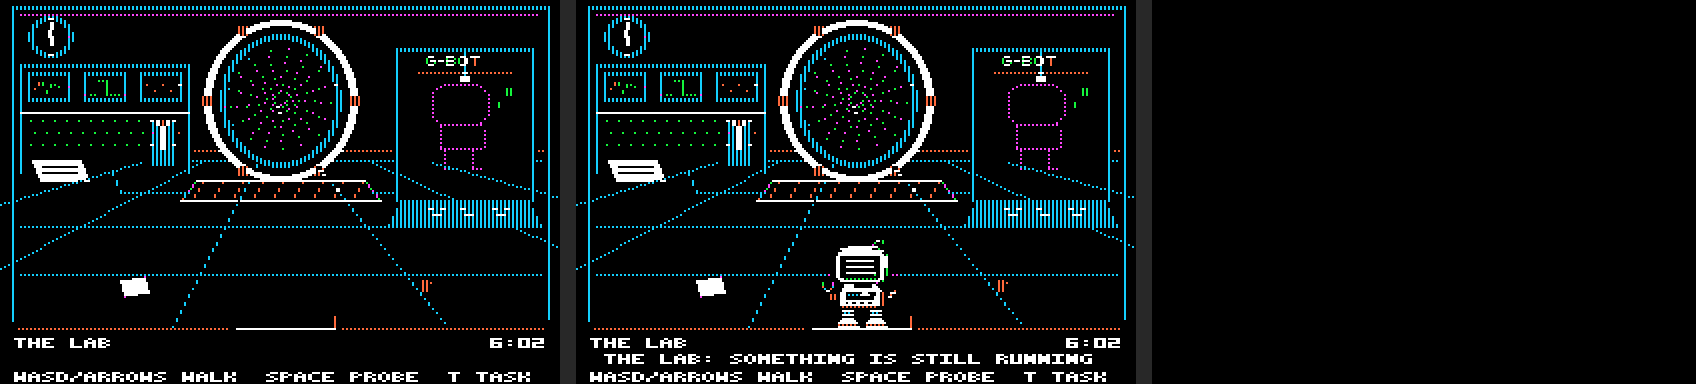 G-BOT
THE LAB 6:02
WASD/ARROWS WALK SPACE PROBE T TASK
G-BOT
THE LAB 6:02
THE LAB: SOMETHING IS STILL RUNNING
WASD/ARROWS WALK SPACE PROBE T TASK